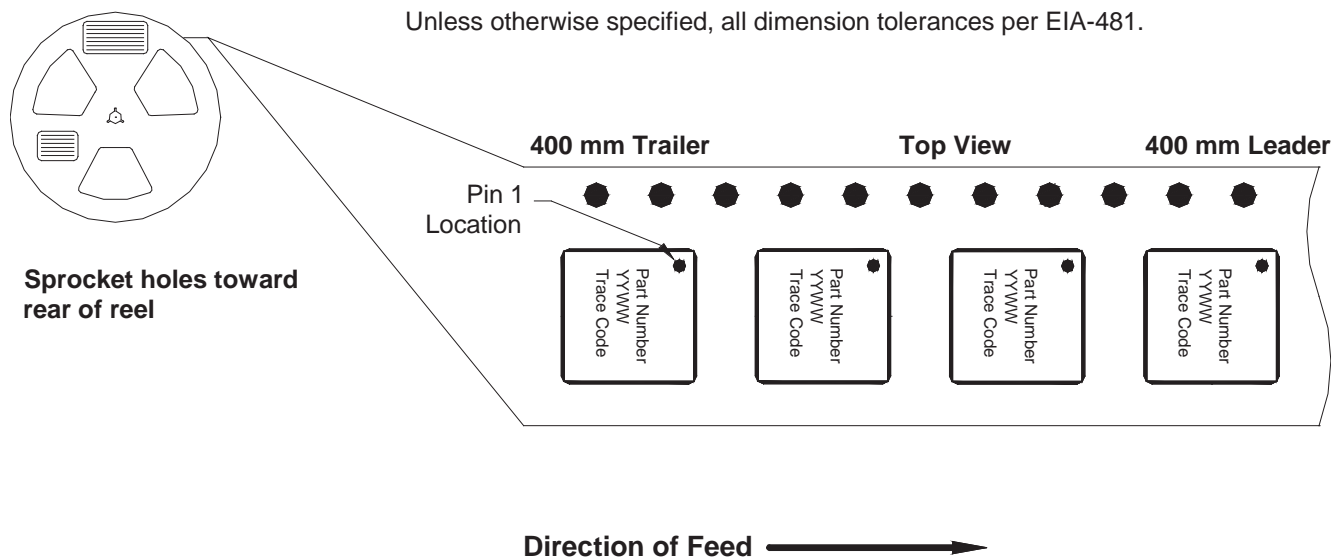 Unless otherwise specified, all dimension tolerances per EIA-481.
400 mm Trailer
Top View
400 mm Leader
Pin 1
Location
Sprocket holes toward
rear of reel
Part Number
YYWW
Trace Code
Part Number
YYWW
Trace Code
Part Number
YYWW
Trace Code
Part Number
YYWW
Trace Code
Direction of Feed